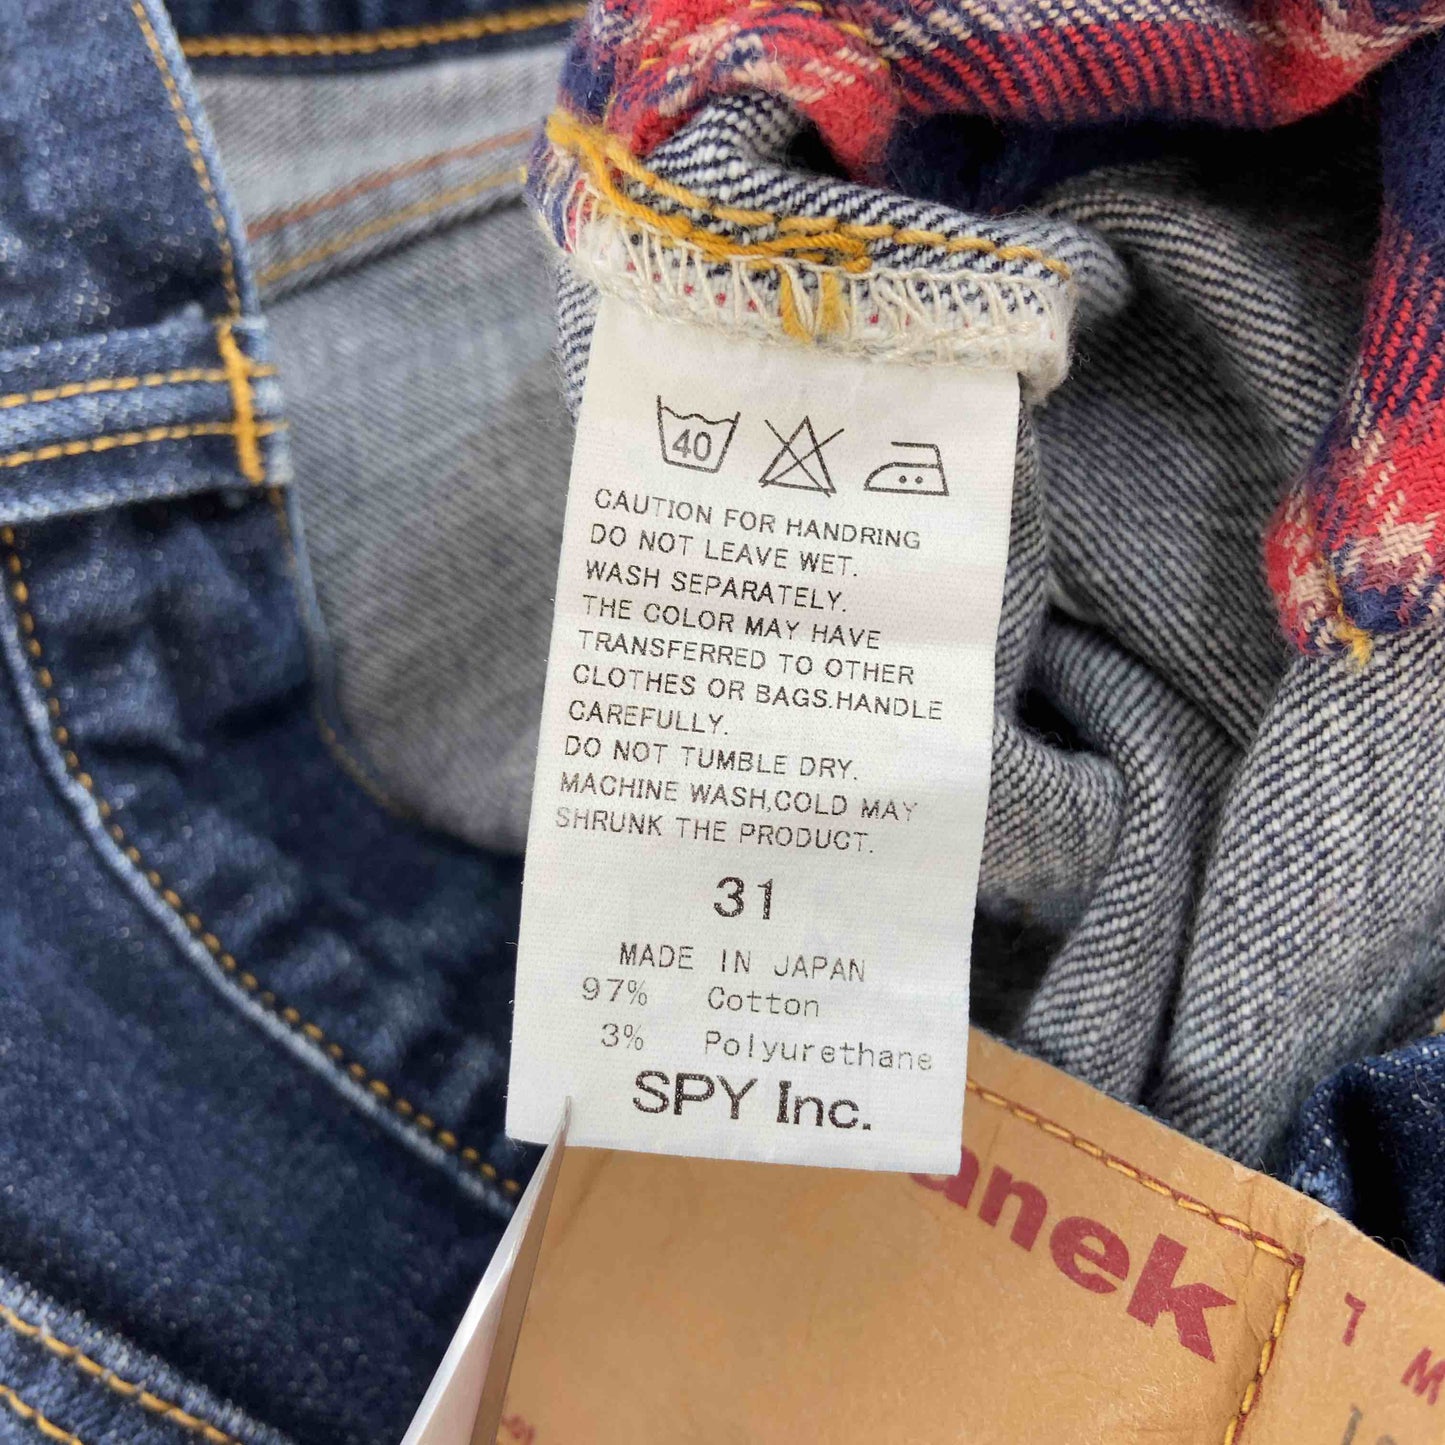 40
CAUTION FOR HANDRING
DO NOT LEAVE WET.
WASH SEPARATELY.
THE COLOR MAY HAVE
TRANSFERRED TO OTHER
CLOTHES OR BAGS.HANDLE
CAREFULLY.
DO NOT TUMBLE DRY.
MACHINE WASH,COLD MAY
SHRUNK THE PRODUCT.
31
MADE IN JAPAN
97% Cotton
3% Polyurethane
SPY Inc.
anek